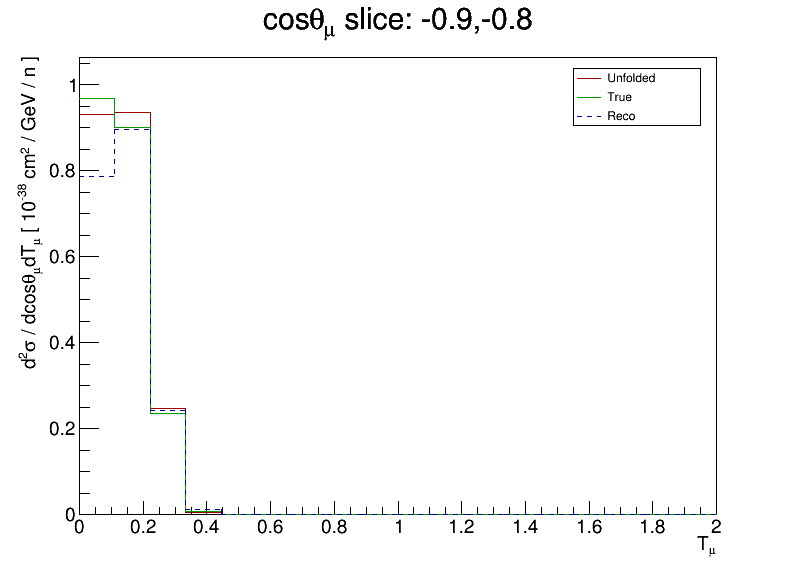 cosθμ slice: -0.9,-0.8
d²σ / dcosθμdTμ [ 10⁻³⁸ cm² / GeV / n ]
Unfolded
True
Reco
1
0.8
0.6
0.4
0.2
0
0 0.2 0.4 0.6 0.8 1 1.2 1.4 1.6 1.8 2
Tμ